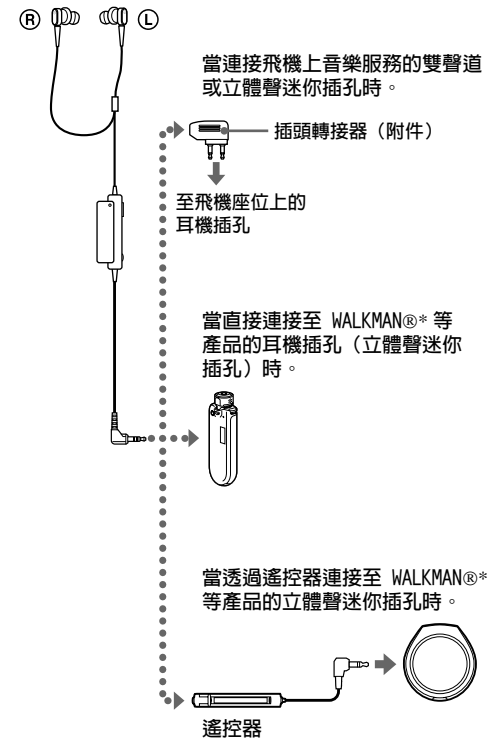 R L
當連接飛機上音樂服務的雙聲道
或立體聲迷你插孔時。
插頭轉接器（附件）
至飛機座位上的
耳機插孔
當直接連接至 WALKMAN®* 等
產品的耳機插孔（立體聲迷你
插孔）時。
當透過遙控器連接至 WALKMAN®*
等產品的立體聲迷你插孔時。
遙控器